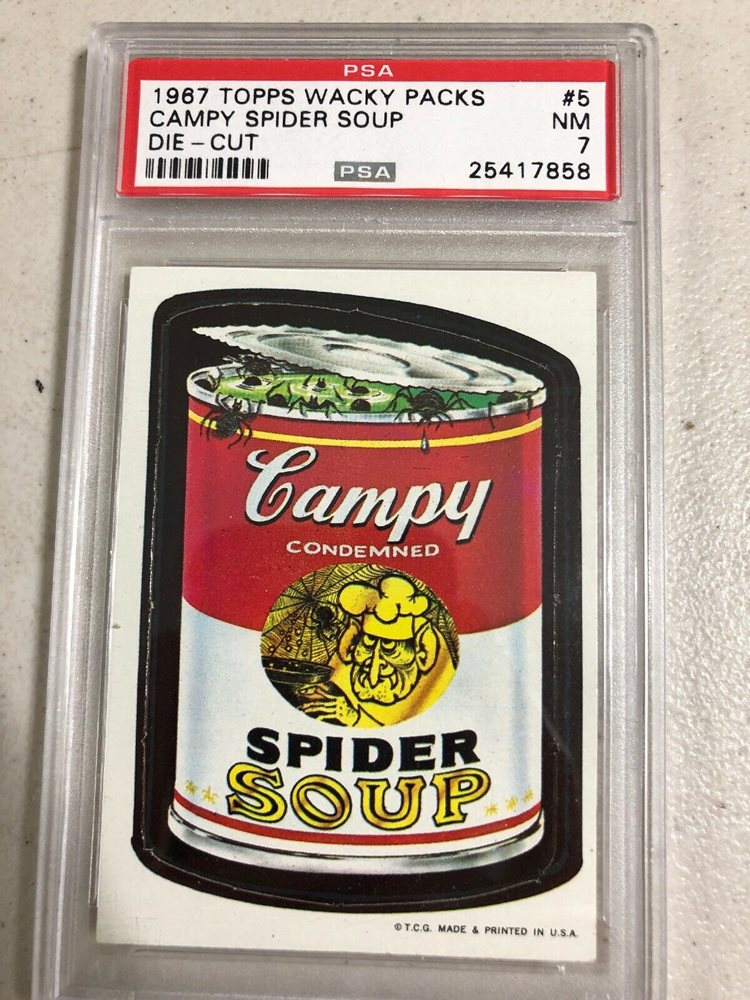 PSA
1967 TOPPS WACKY PACKS #5
CAMPY SPIDER SOUP NM
DIE-CUT 7
PSA 25417858
Campy
CONDEMNED
SPIDER
SOUP
© T.C.G. MADE & PRINTED IN U.S.A.